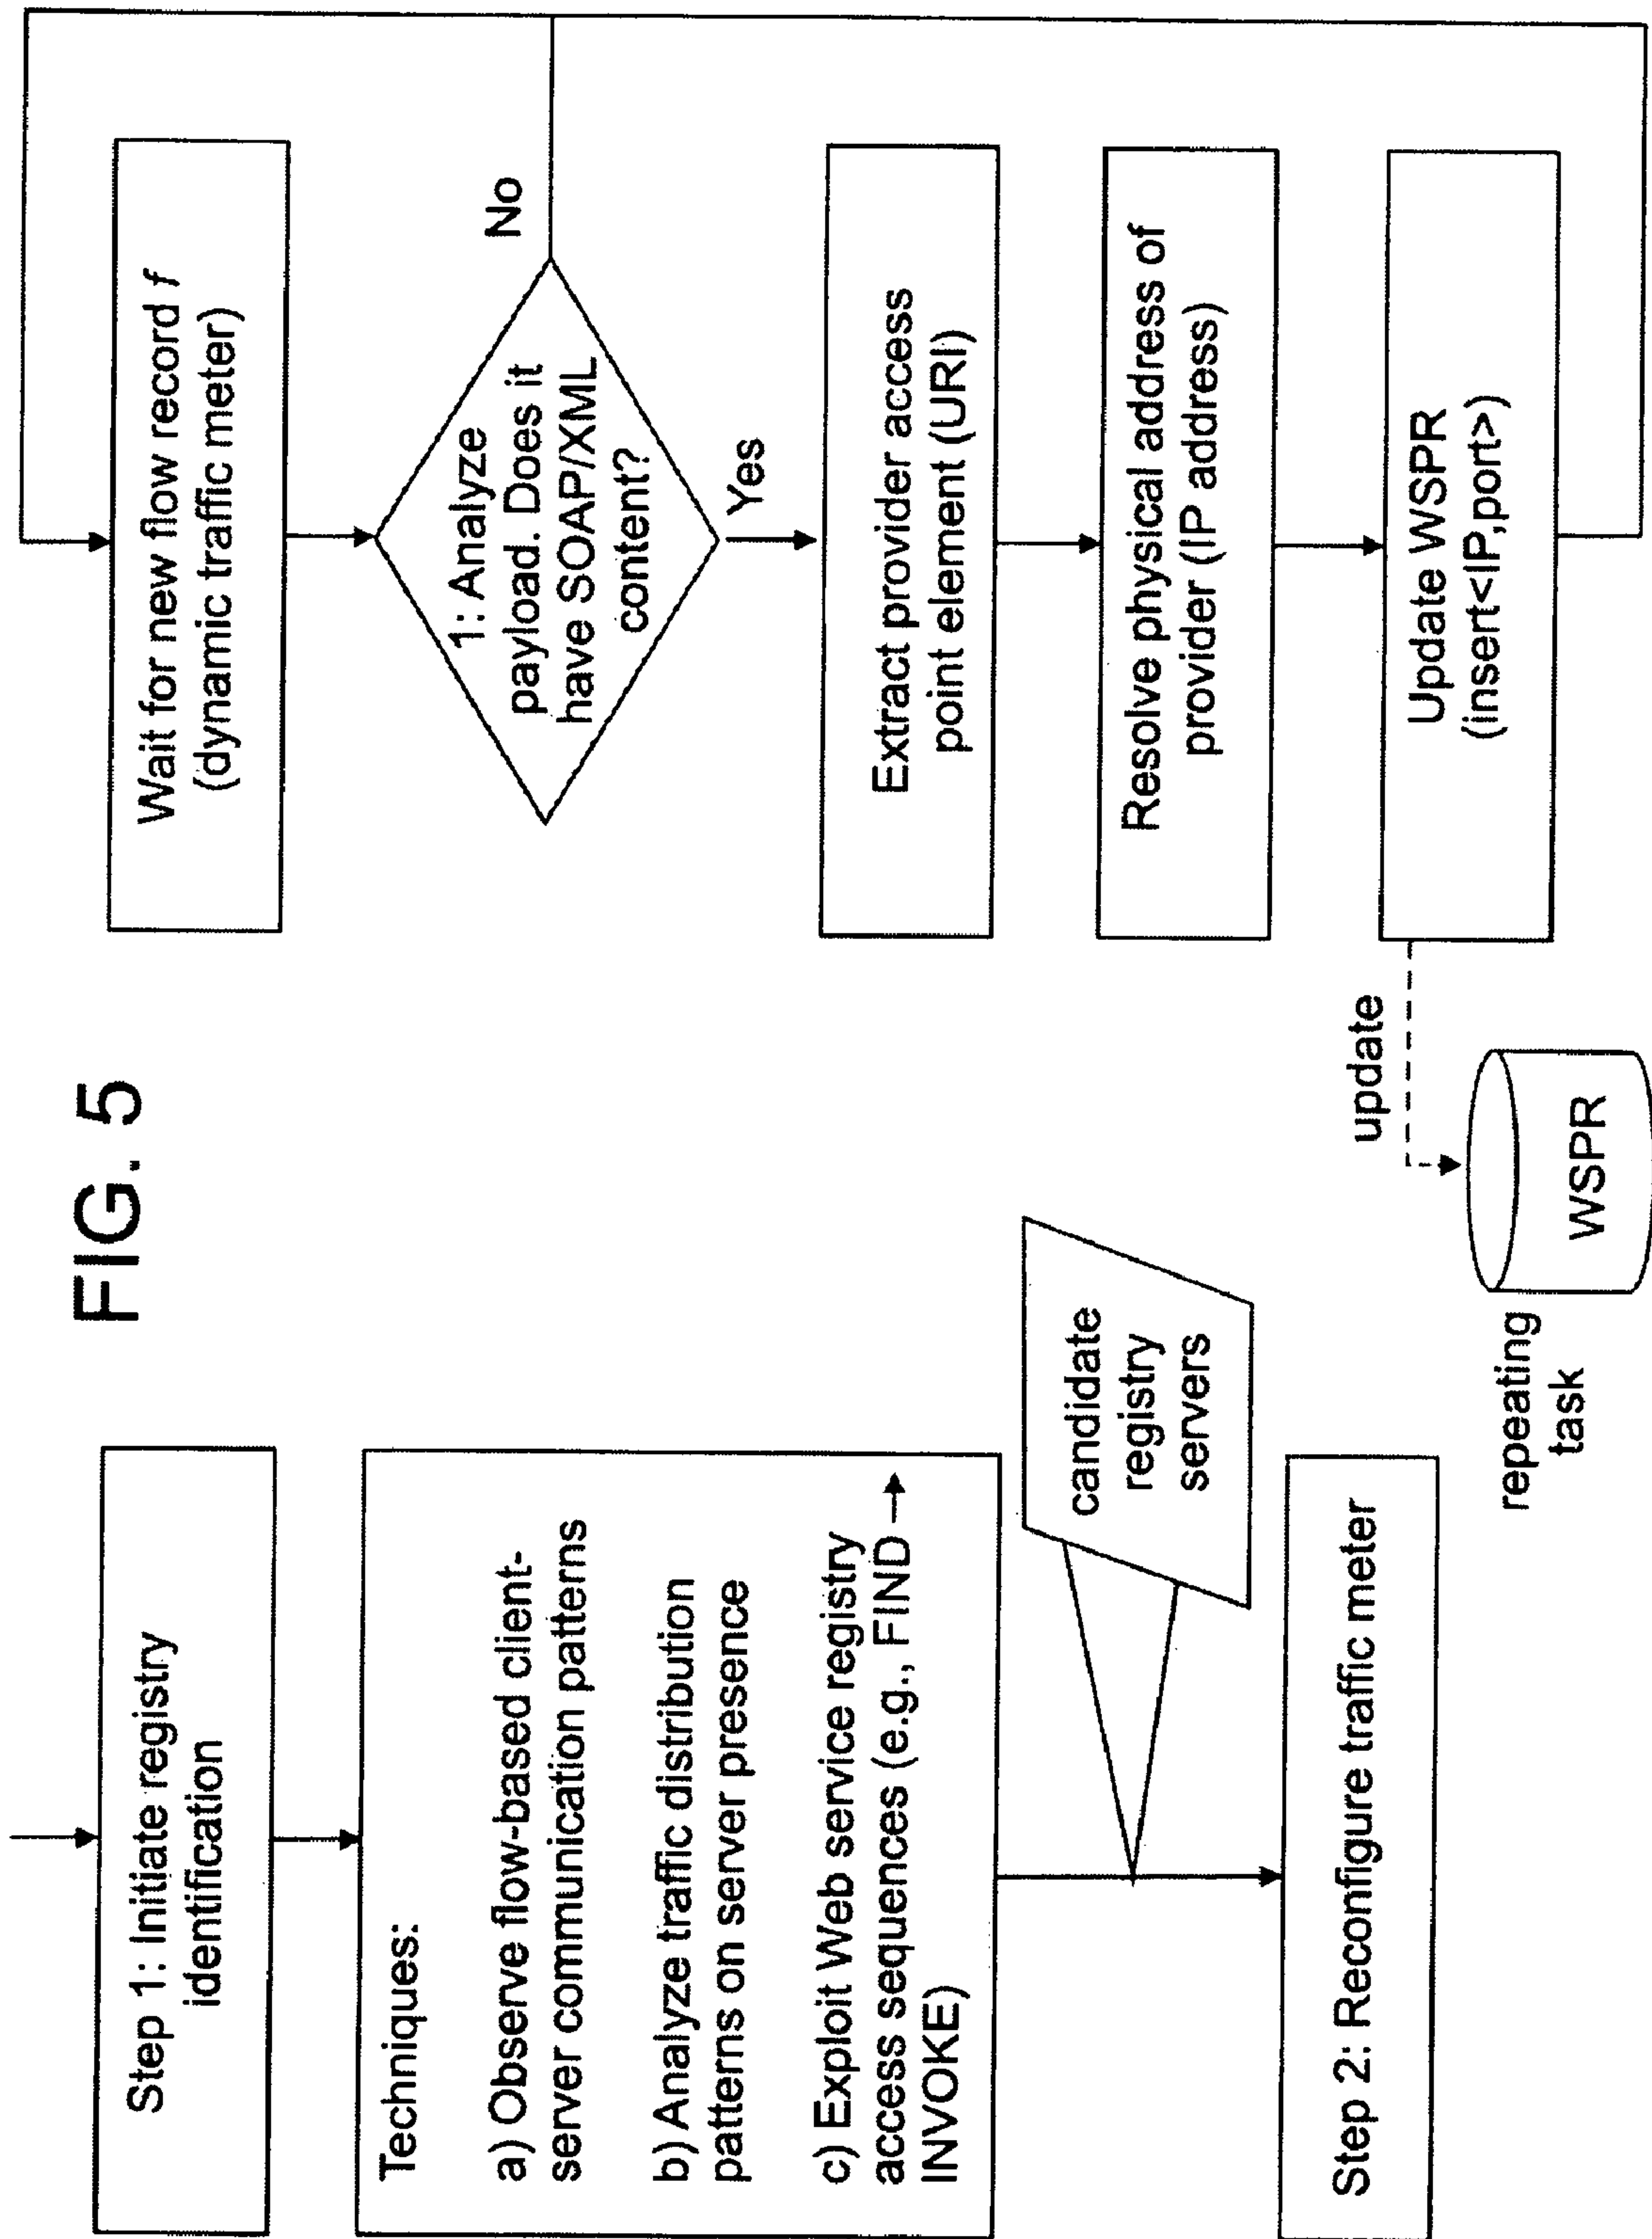 FIG. 5
Step 1: Initiate registry
identification
Techniques:
a) Observe flow-based client-
server communication patterns
b) Analyze traffic distribution
patterns on server presence
c) Exploit Web service registry
access sequences (e.g., FIND →
INVOKE)
candidate
registry
servers
Step 2: Reconfigure traffic meter
Wait for new flow record f
(dynamic traffic meter)
1: Analyze
payload. Does it
have SOAP/XML
content?
No
Yes
Extract provider access
point element (URI)
Resolve physical address of
provider (IP address)
Update WSPR
(insert<IP,port>)
update
WSPR
repeating
task